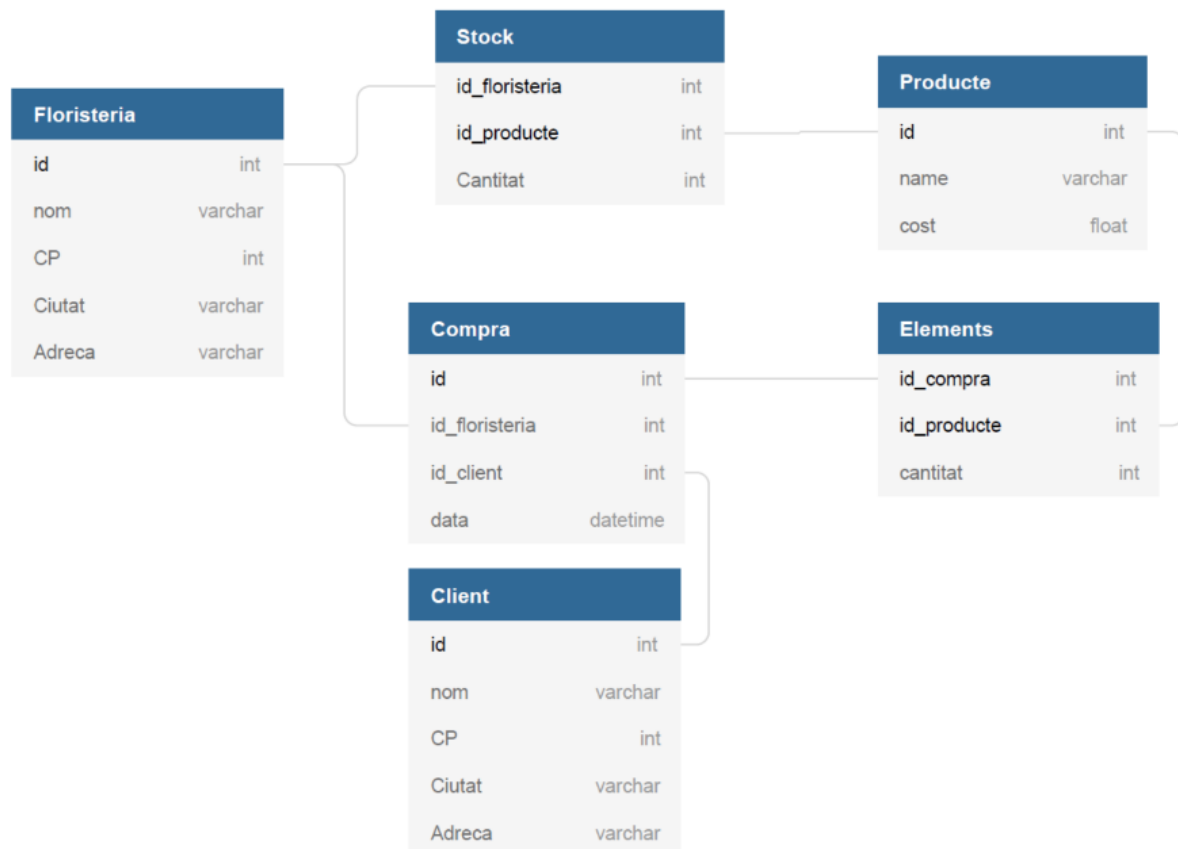 Stock
id_floristeria int
id_producte int
Cantitat int
Producte
id int
name varchar
cost float
Floristeria
id int
nom varchar
CP int
Ciutat varchar
Adreca varchar
Compra
id int
id_floristeria int
id_client int
data datetime
Elements
id_compra int
id_producte int
cantitat int
Client
id int
nom varchar
CP int
Ciutat varchar
Adreca varchar